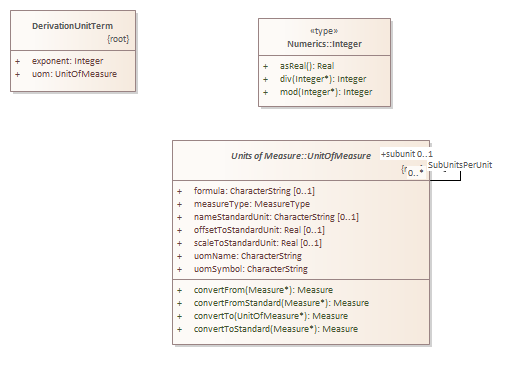 DerivationUnitTerm
{root}
+ exponent: Integer
+ uom: UnitOfMeasure
«type»
Numerics::Integer
+ asReal(): Real
+ div(Integer*): Integer
+ mod(Integer*): Integer
Units of Measure::UnitOfMeasure
+subunit 0..1
SubUnitsPerUnit
0..*
+ formula: CharacterString [0..1]
+ measureType: MeasureType
+ nameStandardUnit: CharacterString [0..1]
+ offsetToStandardUnit: Real [0..1]
+ scaleToStandardUnit: Real [0..1]
+ uomName: CharacterString
+ uomSymbol: CharacterString
+ convertFrom(Measure*): Measure
+ convertFromStandard(Measure*): Measure
+ convertTo(UnitOfMeasure*): Measure
+ convertToStandard(Measure*): Measure